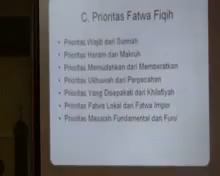 C. Prioritas Fatwa Fiqih
• Prioritas Wajib dari Sunnah
• Prioritas Haram dan Makruh
• Prioritas Memudahkan dari Memberatkan
• Prioritas Ukhuwah dari Perpecahan
• Prioritas Yang Disepakati dari Khilafiyah
• Prioritas Fatwa Lokal dari Fatwa Impor
• Prioritas Masalah Fundamental dari Furu'